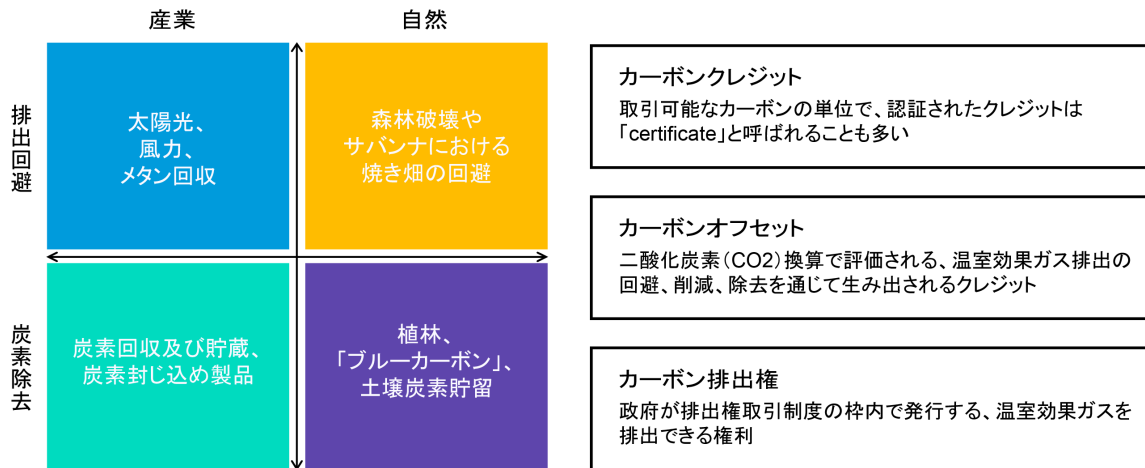 産業
自然
排出回避
太陽光、
風力、
メタン回収
森林破壊や
サバンナにおける
焼き畑の回避
炭素除去
炭素回収及び貯蔵、
炭素封じ込め製品
植林、
「ブルーカーボン」、
土壌炭素貯留
カーボンクレジット
取引可能なカーボンの単位で、認証されたクレジットは
「certificate」と呼ばれることも多い
カーボンオフセット
二酸化炭素(CO2)換算で評価される、温室効果ガス排出の
回避、削減、除去を通じて生み出されるクレジット
カーボン排出権
政府が排出権取引制度の枠内で発行する、温室効果ガスを
排出できる権利